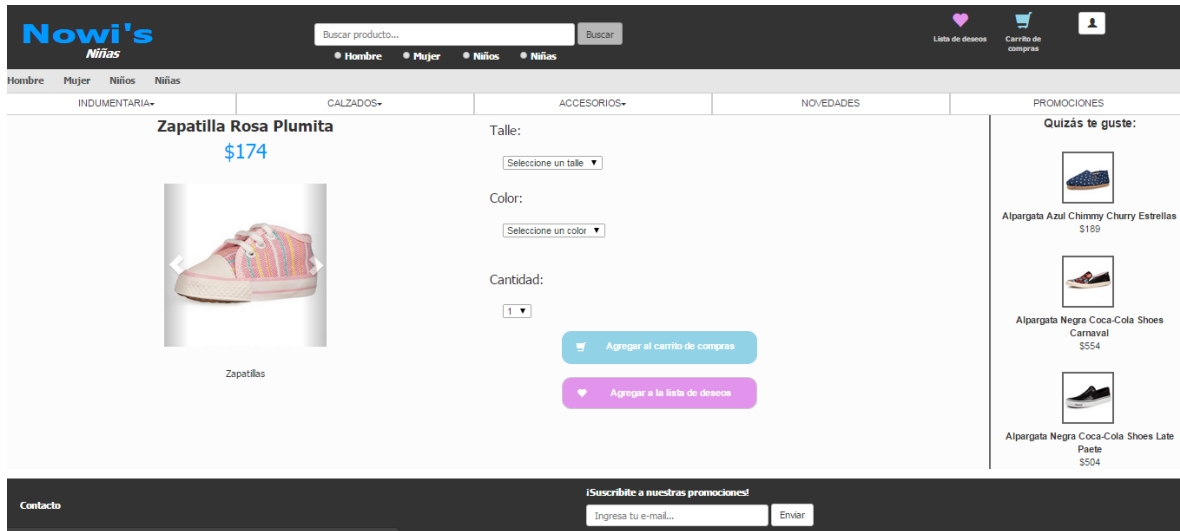 Nowi's
Niñas
Buscar producto...
Buscar
Hombre Mujer Niños Niñas
Lista de deseos
Carrito de
compras
Hombre Mujer Niños Niñas
INDUMENTARIA
CALZADOS
ACCESORIOS
NOVEDADES
PROMOCIONES
Zapatilla Rosa Plumita
$174
Zapatillas
Talle:
Seleccione un talle
Color:
Seleccione un color
Cantidad:
1
Agregar al carrito de compras
Agregar a la lista de deseos
Quizás te guste:
Alpargata Azul Chimmy Churry Estrellas
$189
Alpargata Negra Coca-Cola Shoes
Carnaval
$554
Alpargata Negra Coca-Cola Shoes Late
Paete
$504
Contacto
¡Suscribite a nuestras promociones!
Ingresa tu e-mail...
Enviar